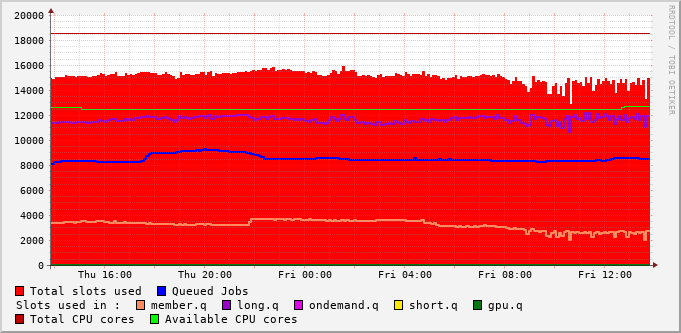 20000
18000
16000
14000
12000
10000
8000
6000
4000
2000
0
Thu 16:00 Thu 20:00 Fri 00:00 Fri 04:00 Fri 08:00 Fri 12:00
RRDTOOL / TOBI OETIKER
Total slots used Queued Jobs
Slots used in : member.q long.q ondemand.q short.q gpu.q
Total CPU cores Available CPU cores